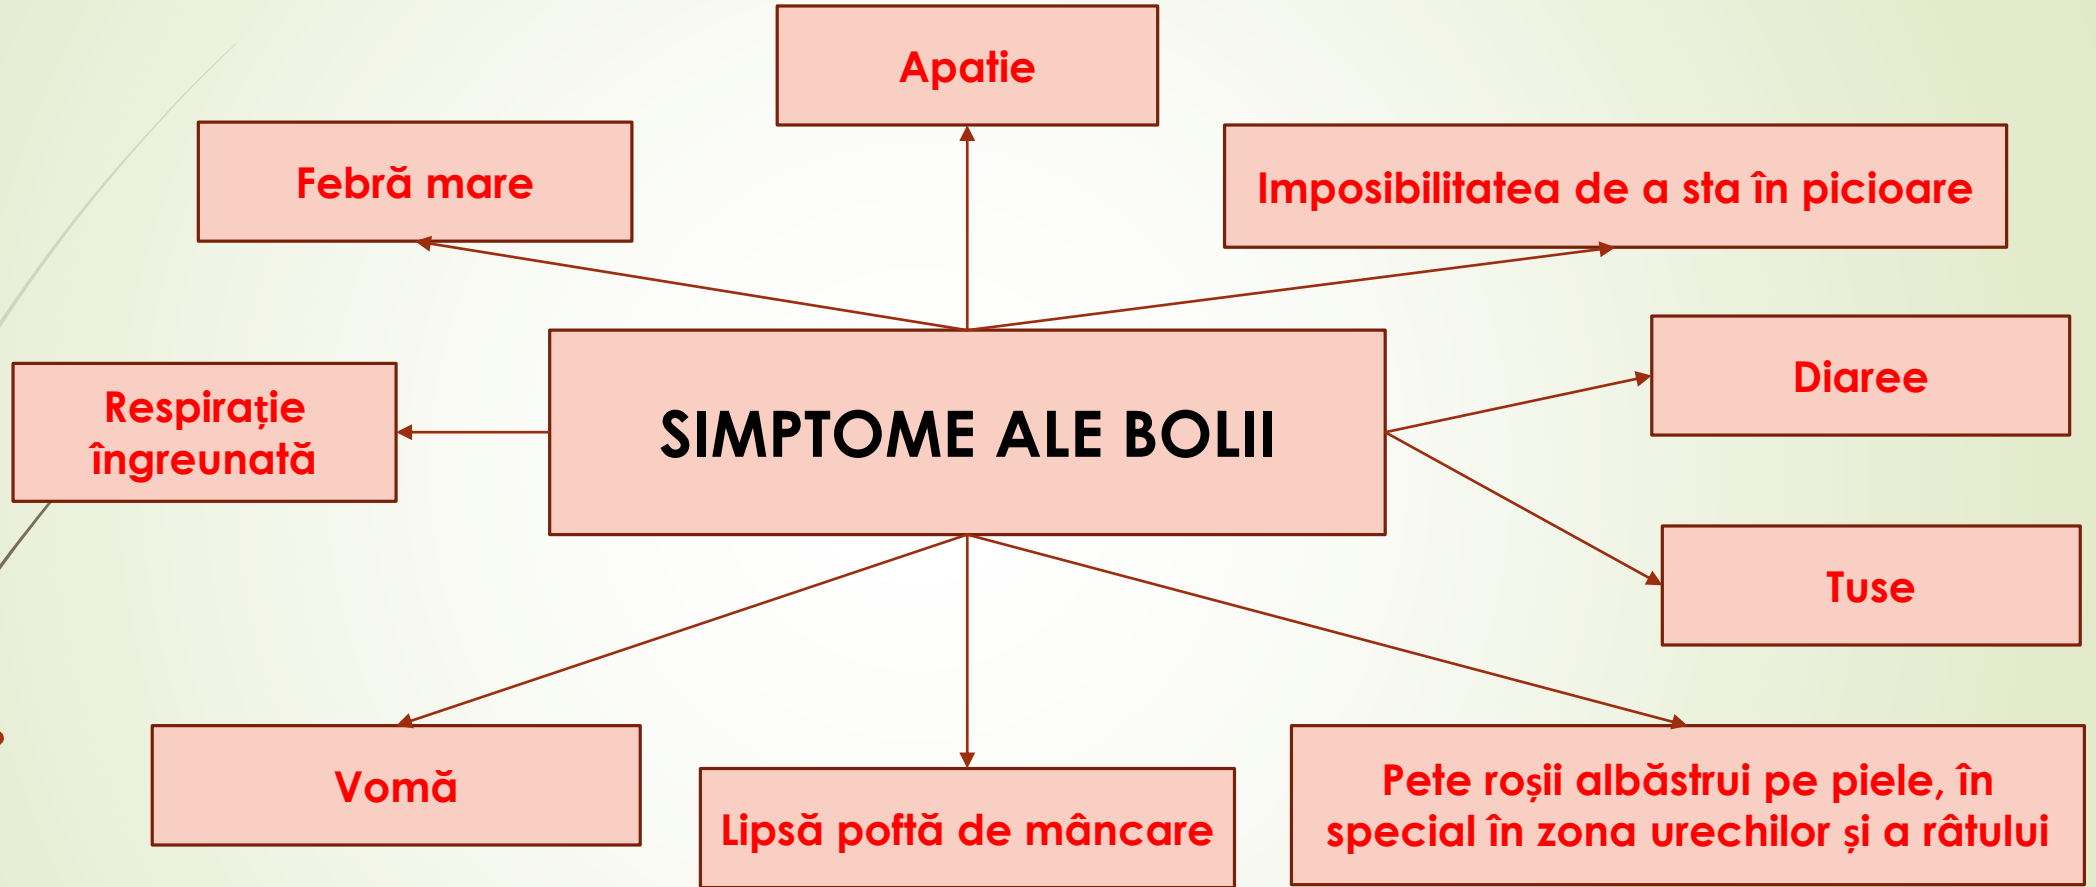 Apatie
Febră mare
Imposibilitatea de a sta în picioare
Respirație
îngreunată
SIMPTOME ALE BOLII
Diaree
Tuse
Vomă
Lipsă poftă de mâncare
Pete roșii albăstrui pe piele, în
special în zona urechilor și a râtului